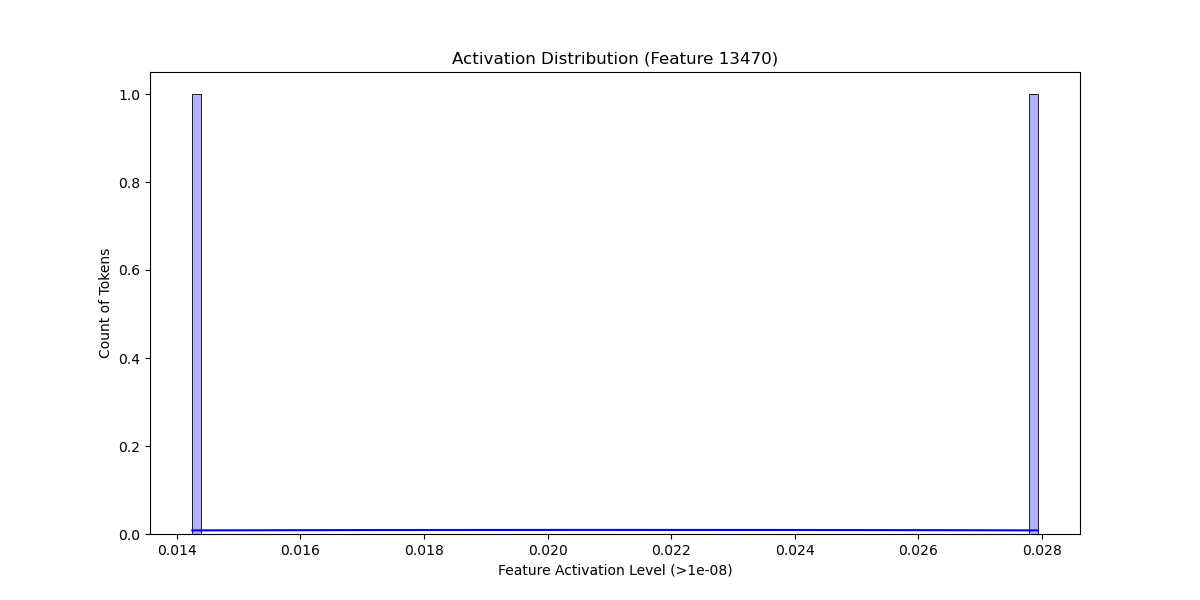 Activation Distribution (Feature 13470)
1.0
0.8
0.6
0.4
0.2
0.0
Count of Tokens
0.014 0.016 0.018 0.020 0.022 0.024 0.026 0.028
Feature Activation Level (>1e-08)